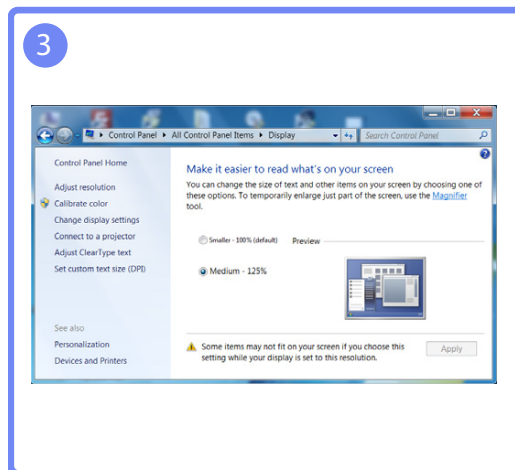 3
Control Panel ▸ All Control Panel Items ▸ Display
Search Control Panel
Control Panel Home
Adjust resolution
Calibrate color
Change display settings
Connect to a projector
Adjust ClearType text
Set custom text size (DPI)
See also
Personalization
Devices and Printers
Make it easier to read what's on your screen
You can change the size of text and other items on your screen by choosing one of
these options. To temporarily enlarge just part of the screen, use the Magnifier
tool.
Smaller - 100% (default)
Preview
Medium - 125%
Some items may not fit on your screen if you choose this
setting while your display is set to this resolution.
Apply